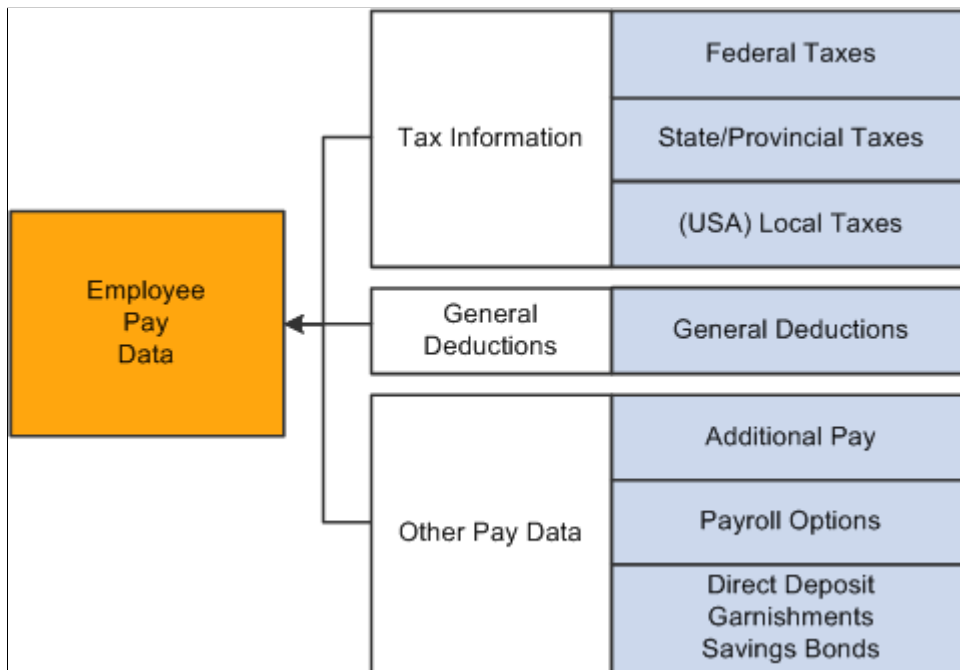 Employee
Pay
Data
Tax Information
Federal Taxes
State/Provincial Taxes
(USA) Local Taxes
General
Deductions
General Deductions
Other Pay Data
Additional Pay
Payroll Options
Direct Deposit
Garnishments
Savings Bonds